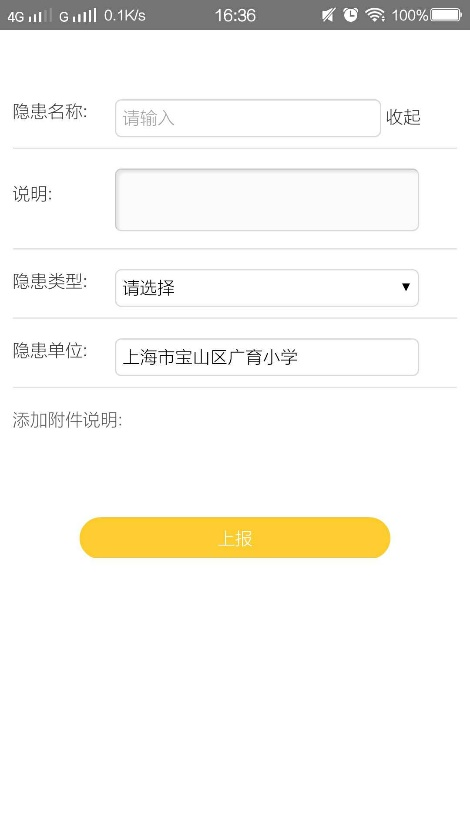 4G G 0.1K/s 16:36 100%
隐患名称: 请输入 收起
说明:
隐患类型: 请选择
隐患单位: 上海市宝山区广育小学
添加附件说明:
上报